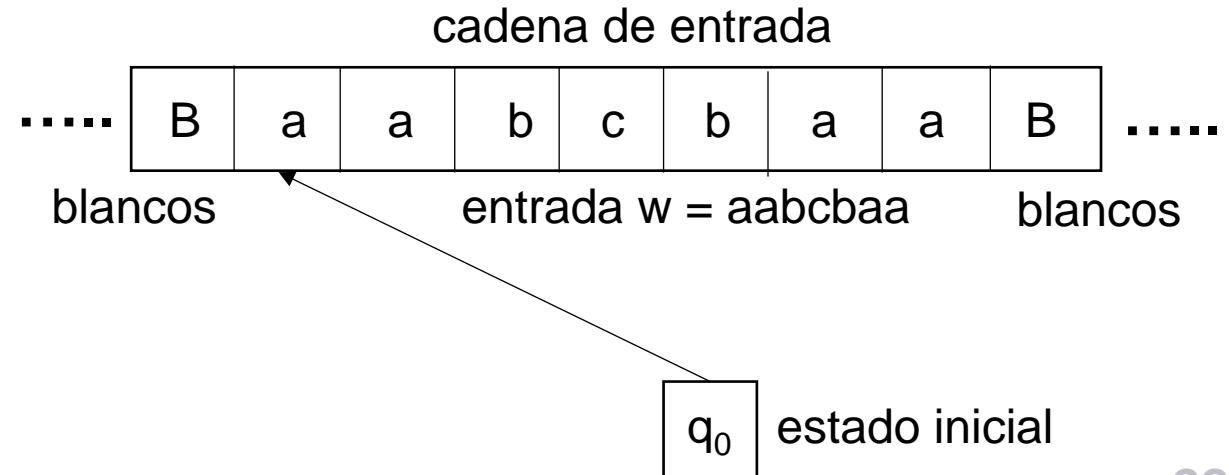 cadena de entrada
..... B a a b c b a a B .....
blancos entrada w = aabcbaa blancos
q₀ estado inicial